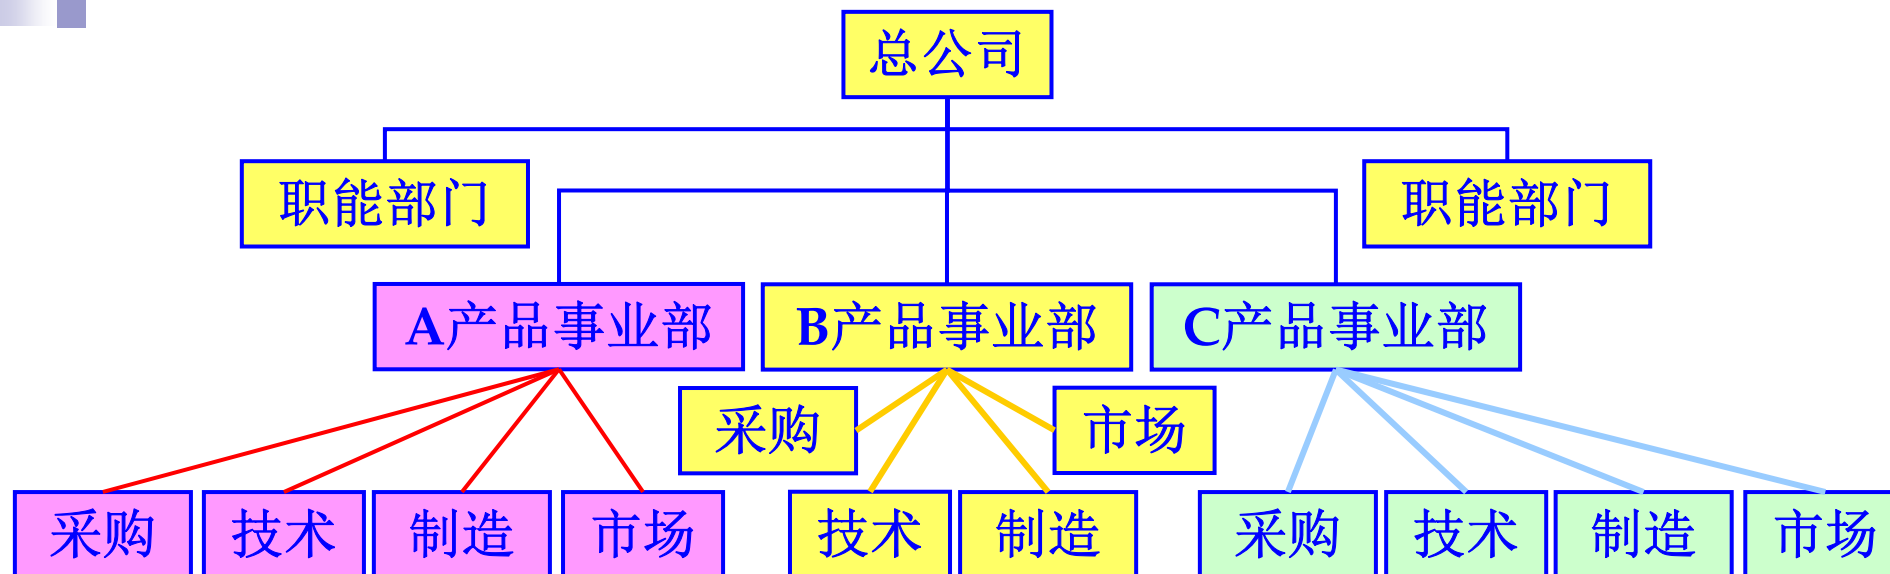 总公司
职能部门
职能部门
A产品事业部
B产品事业部
C产品事业部
采购
市场
采购
技术
制造
市场
技术
制造
采购
技术
制造
市场